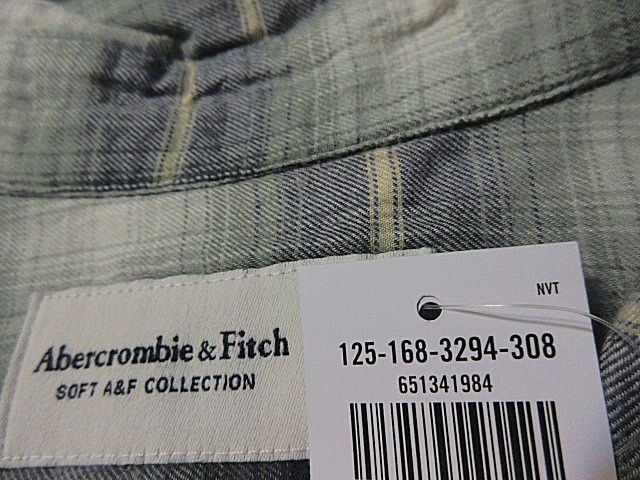 Abercrombie & Fitch
SOFT A&F COLLECTION
NVT
125-168-3294-308
651341984